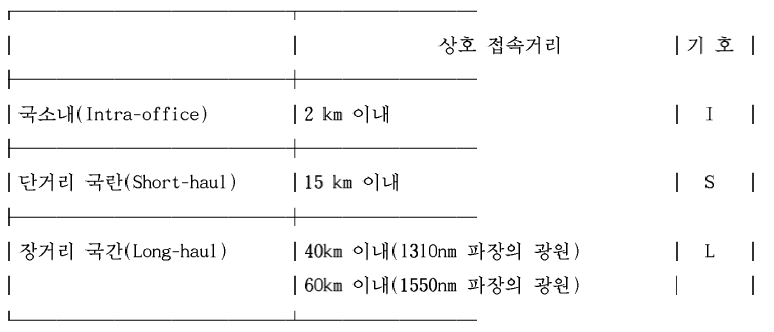 상호 접속거리 기 호
국소내(Intra-office) 2 km 이내 I
단거리 국란(Short-haul) 15 km 이내 S
장거리 국간(Long-haul) 40km 이내(1310nm 파장의 광원) L
60km 이내(1550nm 파장의 광원)